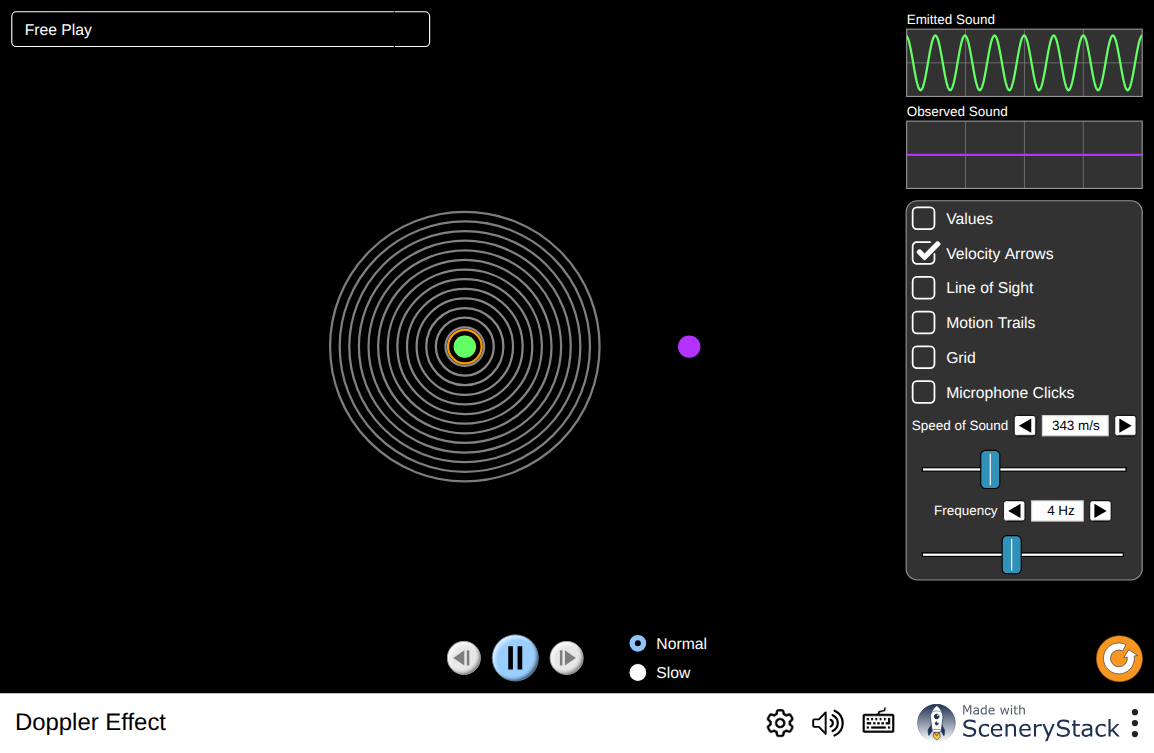 Free Play
Emitted Sound
Observed Sound
Values
Velocity Arrows
Line of Sight
Motion Trails
Grid
Microphone Clicks
Speed of Sound 343 m/s
Frequency 4 Hz
Normal
Slow
Doppler Effect
Made with
SceneryStack